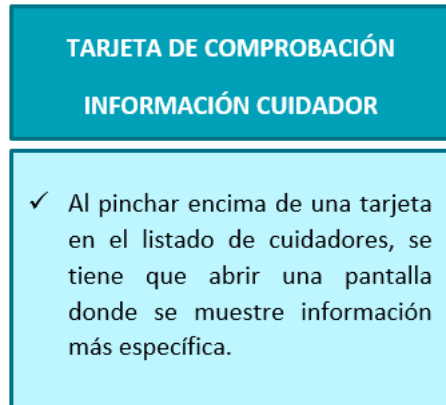 TARJETA DE COMPROBACIÓN
INFORMACIÓN CUIDADOR
✓ Al pinchar encima de una tarjeta
en el listado de cuidadores, se
tiene que abrir una pantalla
donde se muestre información
más específica.